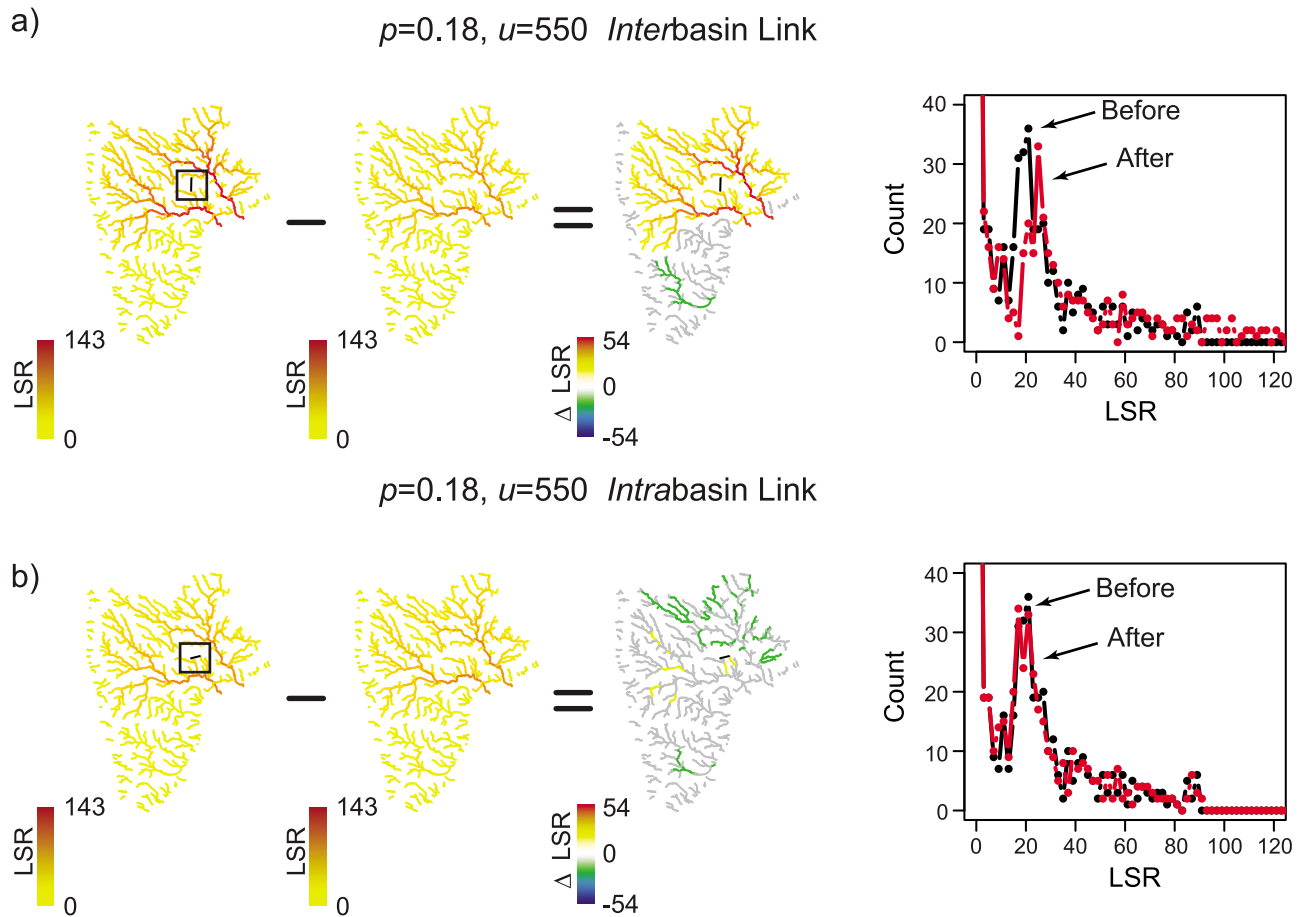 a)
p=0.18, u=550 Interbasin Link
LSR
143
0
LSR
143
0
Δ LSR
54
0
-54
Count
40
30
20
10
0
Before
After
0 20 40 60 80 100 120
LSR
p=0.18, u=550 Intrabasin Link
b)
LSR
143
0
LSR
143
0
Δ LSR
54
0
-54
Count
40
30
20
10
0
Before
After
0 20 40 60 80 100 120
LSR